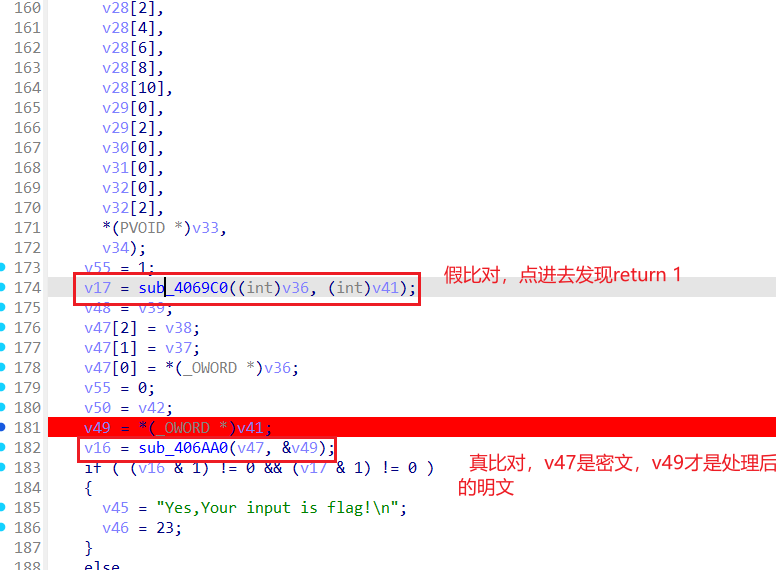 160 v28[2],
161 v28[4],
162 v28[6],
163 v28[8],
164 v28[10],
165 v29[0],
166 v29[2],
167 v30[0],
168 v31[0],
169 v32[0],
170 v32[2],
171 *(PVOID *)v33,
172 v34);
173 v55 = 1;
174 v17 = sub_4069C0((int)v36, (int)v41);
假比对，点进去发现return 1
175 v48 = v39;
176 v47[2] = v38;
177 v47[1] = v37;
178 v47[0] = *(_OWORD *)v36;
179 v55 = 0;
180 v50 = v42;
181 v49 = *(_OWORD *)v41;
182 v16 = sub_406AA0(v47, &v49);
183 if ( (v16 & 1) != 0 && (v17 & 1) != 0 )
真比对，v47是密文，v49才是处理后
的明文
184 {
185 v45 = "Yes,Your input is flag!\n";
186 v46 = 23;
187 }
188 else